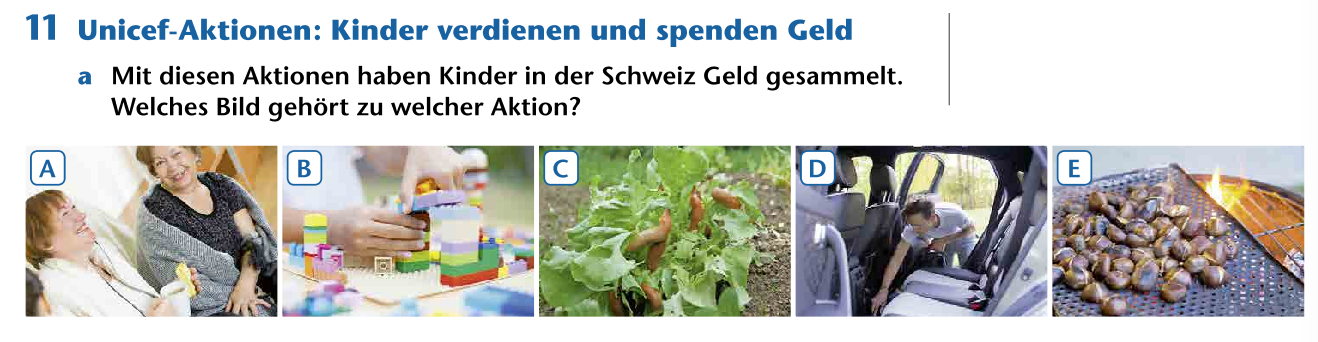 11 Unicef-Aktionen: Kinder verdienen und spenden Geld
a Mit diesen Aktionen haben Kinder in der Schweiz Geld gesammelt.
Welches Bild gehört zu welcher Aktion?
A B C D E